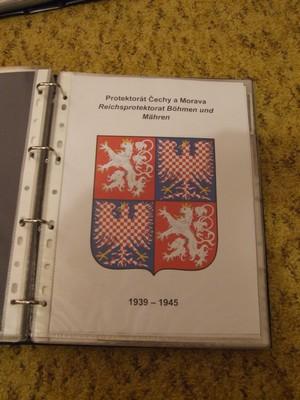 Protektorát Čechy a Morava
Reichsprotektorat Böhmen und
Mähren
1939 – 1945